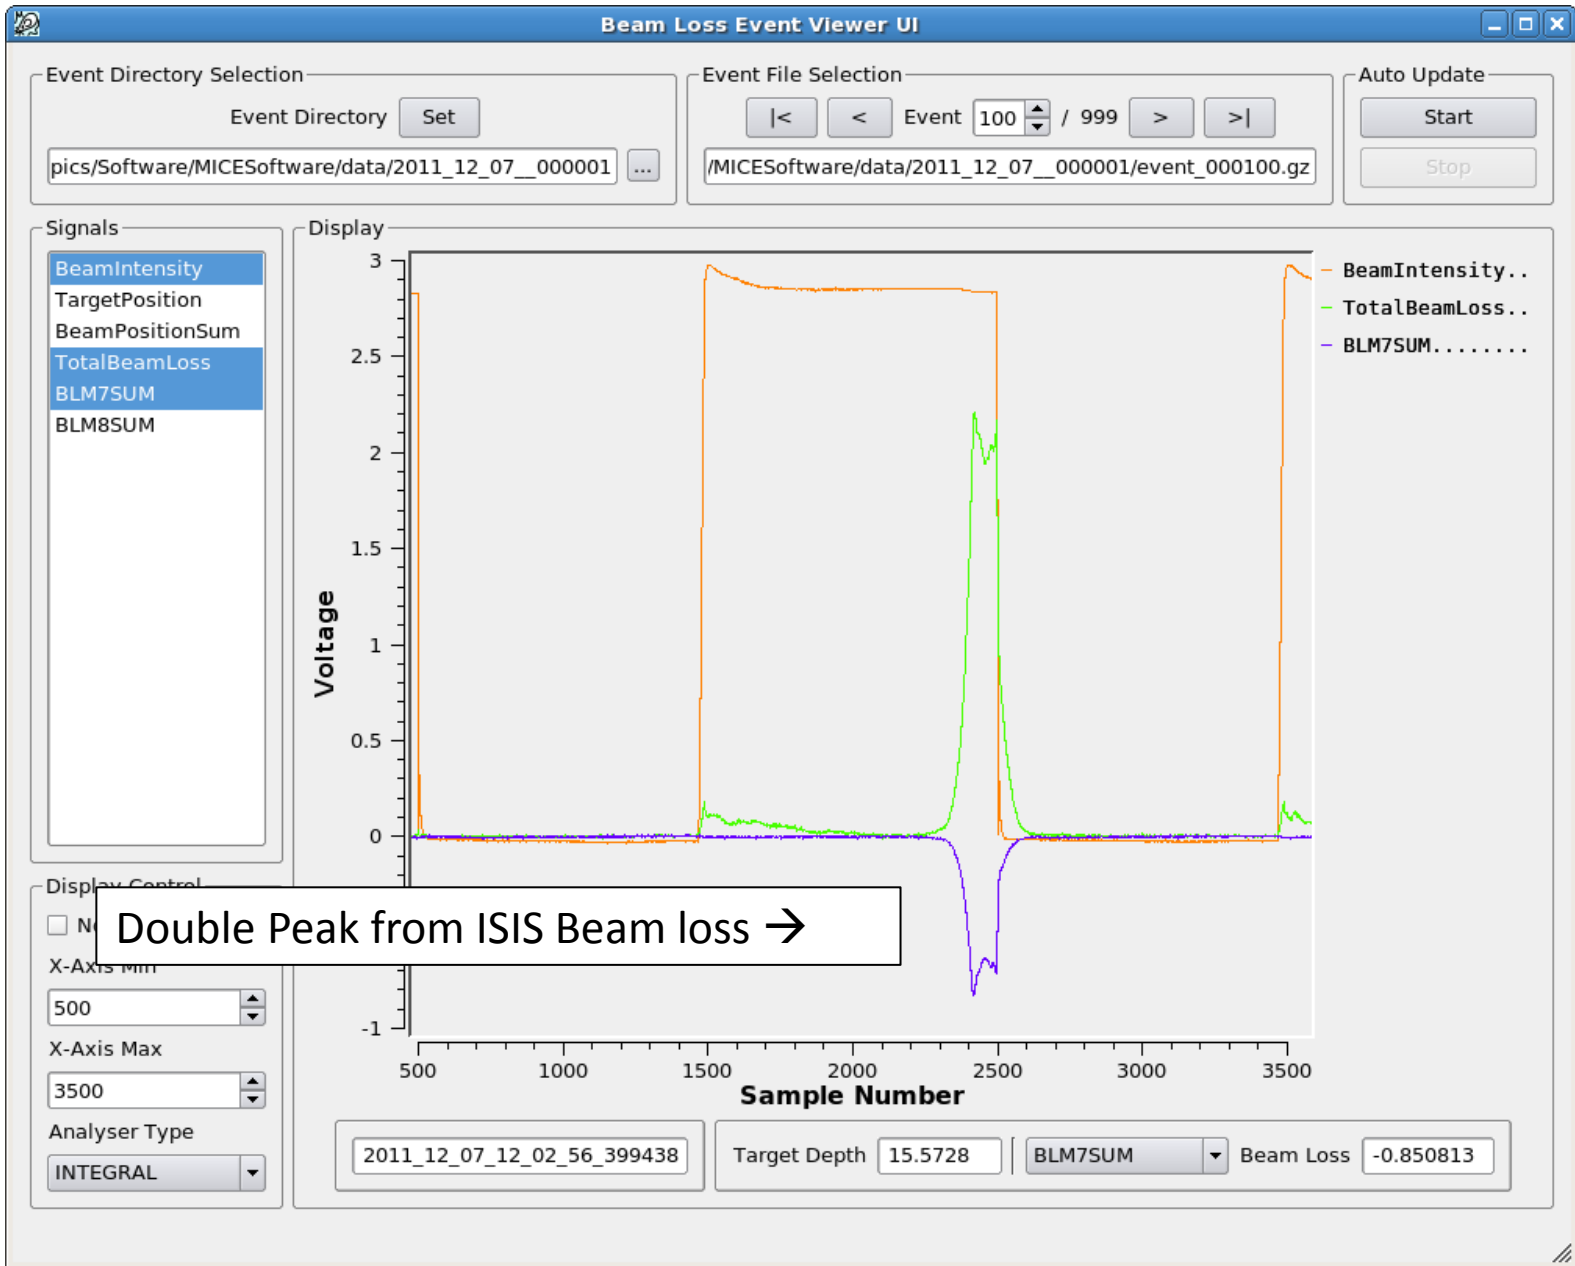 Beam Loss Event Viewer UI
Event Directory Selection
Event Directory Set
pics/Software/MICESoftware/data/2011_12_07__000001 ...
Event File Selection
|< < Event 100 / 999 > >|
/MICESoftware/data/2011_12_07__000001/event_000100.gz
Auto Update
Start
Stop
Signals
BeamIntensity
TargetPosition
BeamPositionSum
TotalBeamLoss
BLM7SUM
BLM8SUM
Display
3
2.5
2
1.5
1
0.5
0
-1
Voltage
500 1000 1500 2000 2500 3000 3500
Sample Number
BeamIntensity..
TotalBeamLoss..
BLM7SUM........
Double Peak from ISIS Beam loss →
Display Control
X-Axis Min
500
X-Axis Max
3500
Analyser Type
INTEGRAL
2011_12_07_12_02_56_399438
Target Depth 15.5728 BLM7SUM Beam Loss -0.850813